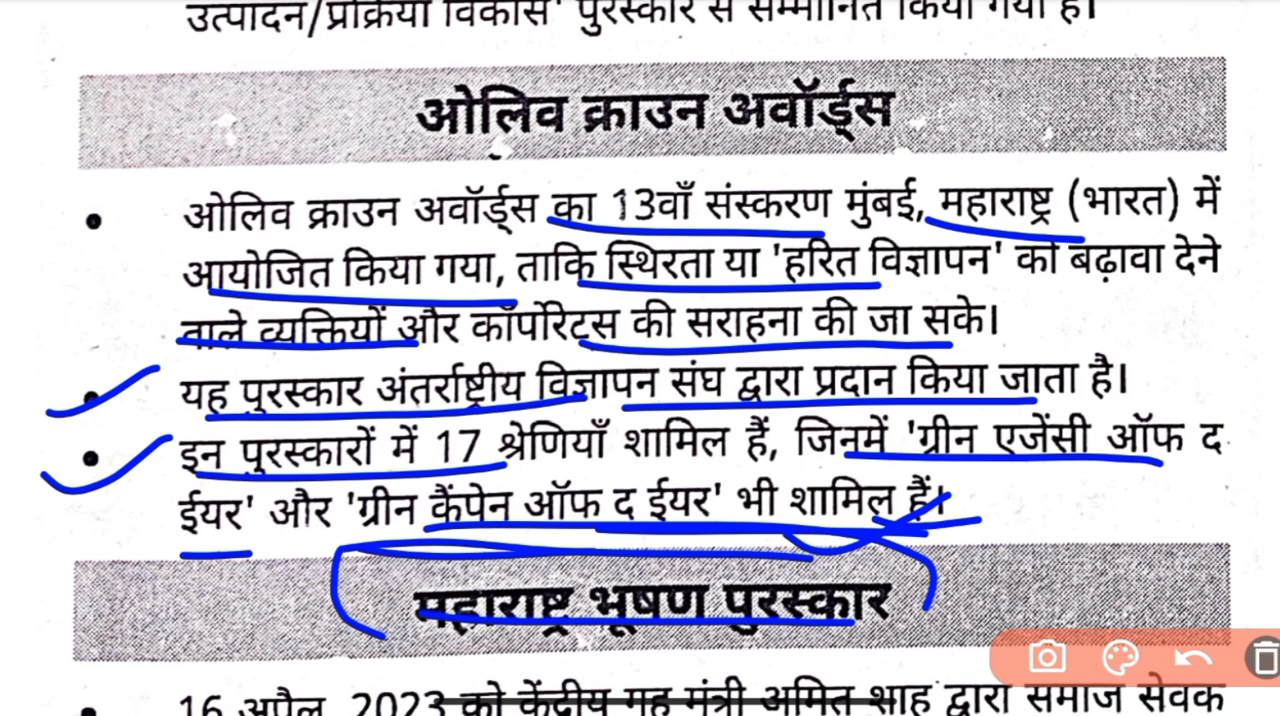 उत्पादन/प्रक्रिया विकास' पुरस्कार से सम्मानित किया गया है।
ओलिव क्राउन अवॉर्ड्स
• ओलिव क्राउन अवॉर्ड्स का 13वाँ संस्करण मुंबई, महाराष्ट्र (भारत) में
आयोजित किया गया, ताकि स्थिरता या 'हरित विज्ञापन' को बढ़ावा देने
वाले व्यक्तियों और कॉर्पोरेट्स की सराहना की जा सके।
• यह पुरस्कार अंतर्राष्ट्रीय विज्ञापन संघ द्वारा प्रदान किया जाता है।
• इन पुरस्कारों में 17 श्रेणियाँ शामिल हैं, जिनमें 'ग्रीन एजेंसी ऑफ द
ईयर' और 'ग्रीन कैंपेन ऑफ द ईयर' भी शामिल हैं।
महाराष्ट्र भूषण पुरस्कार
• 16 अप्रैल, 2023 को केंद्रीय गृह मंत्री अमित शाह द्वारा समाज सेवक